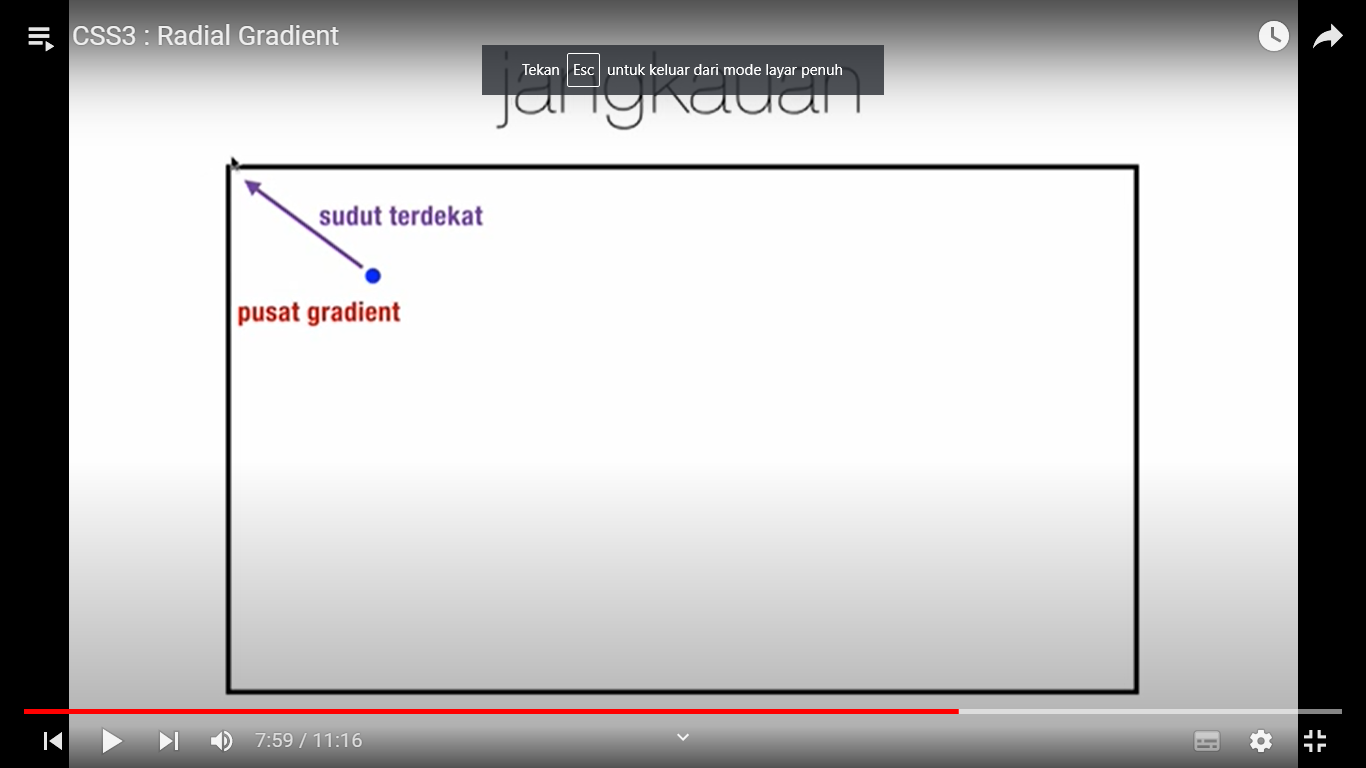 CSS3 : Radial Gradient
Tekan Esc untuk keluar dari mode layar penuh
jangkauan
sudut terdekat
pusat gradient
7:59 / 11:16